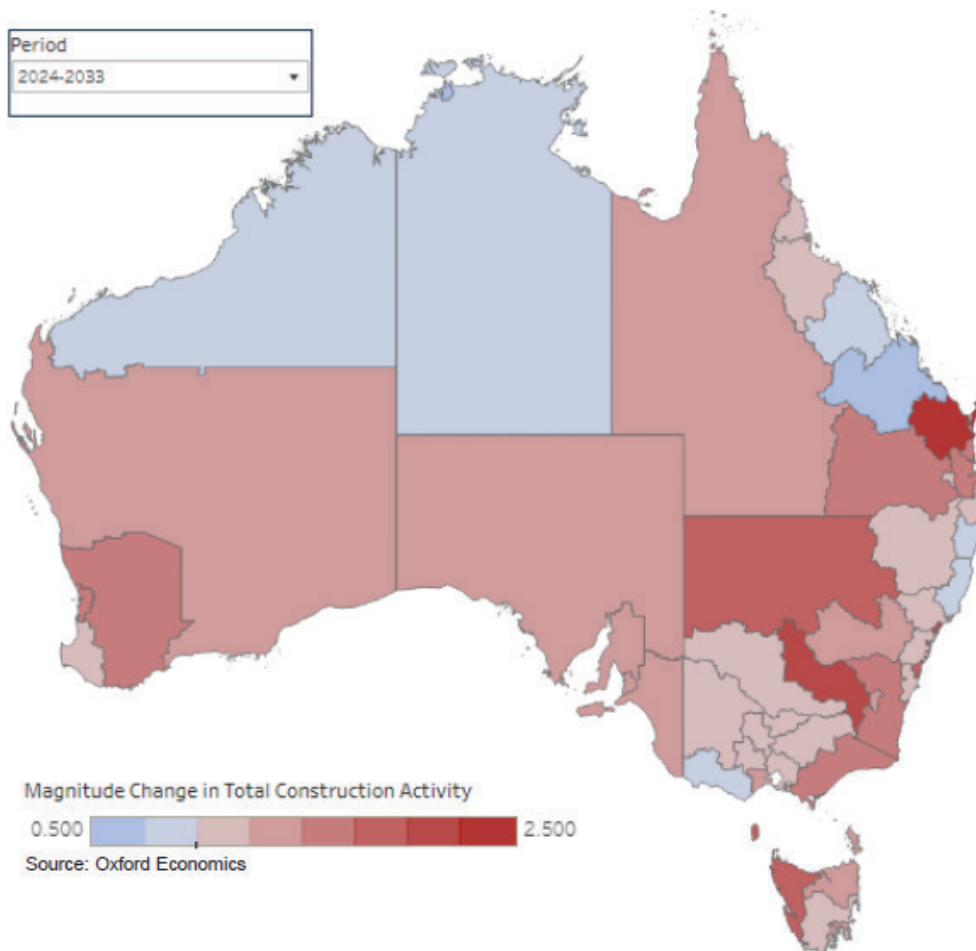 Period
2024-2033
Magnitude Change in Total Construction Activity
0.500 2.500
Source: Oxford Economics